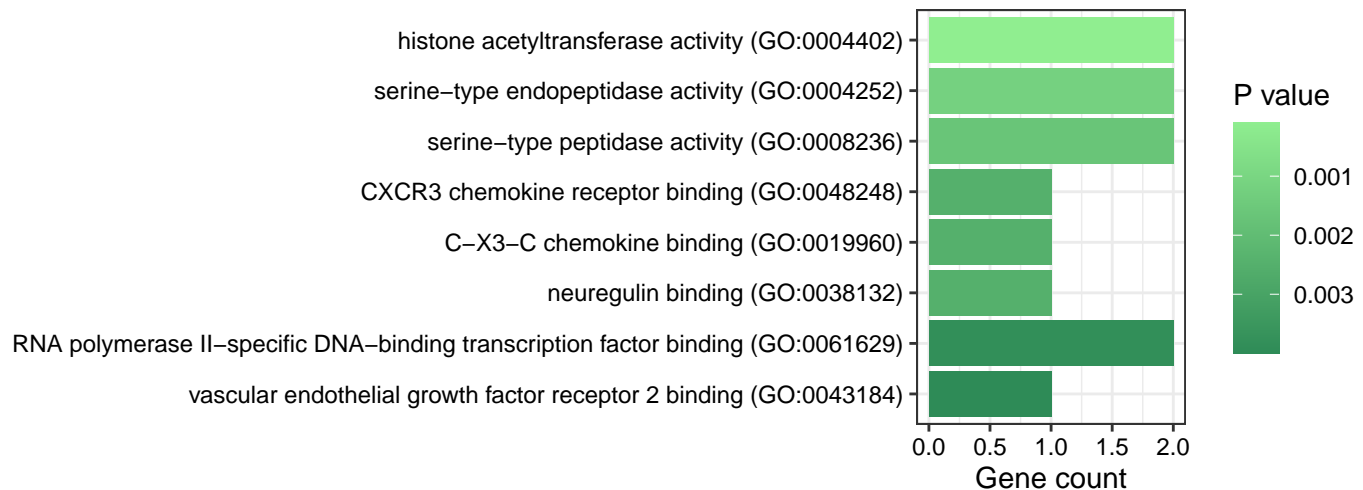 histone acetyltransferase activity (GO:0004402)
serine−type endopeptidase activity (GO:0004252)
serine−type peptidase activity (GO:0008236)
CXCR3 chemokine receptor binding (GO:0048248)
C−X3−C chemokine binding (GO:0019960)
neuregulin binding (GO:0038132)
RNA polymerase II−specific DNA−binding transcription factor binding (GO:0061629)
vascular endothelial growth factor receptor 2 binding (GO:0043184)
0.0 0.5 1.0 1.5 2.0
Gene count
P value
0.001
0.002
0.003